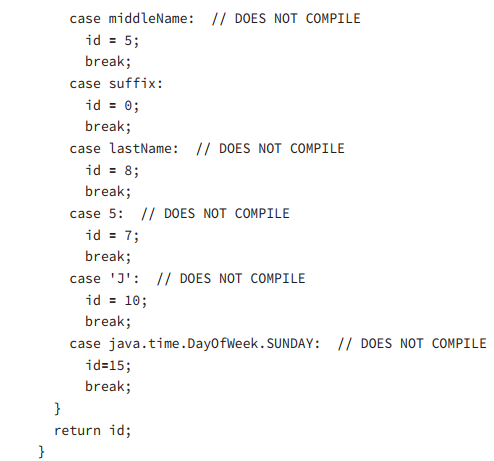 case middleName:  // DOES NOT COMPILE
id = 5;
break;
case suffix:
id = 0;
break;
case lastName:  // DOES NOT COMPILE
id = 8;
break;
case 5:  // DOES NOT COMPILE
id = 7;
break;
case 'J':  // DOES NOT COMPILE
id = 10;
break;
case java.time.DayOfWeek.SUNDAY:  // DOES NOT COMPILE
id=15;
break;
}
return id;
}